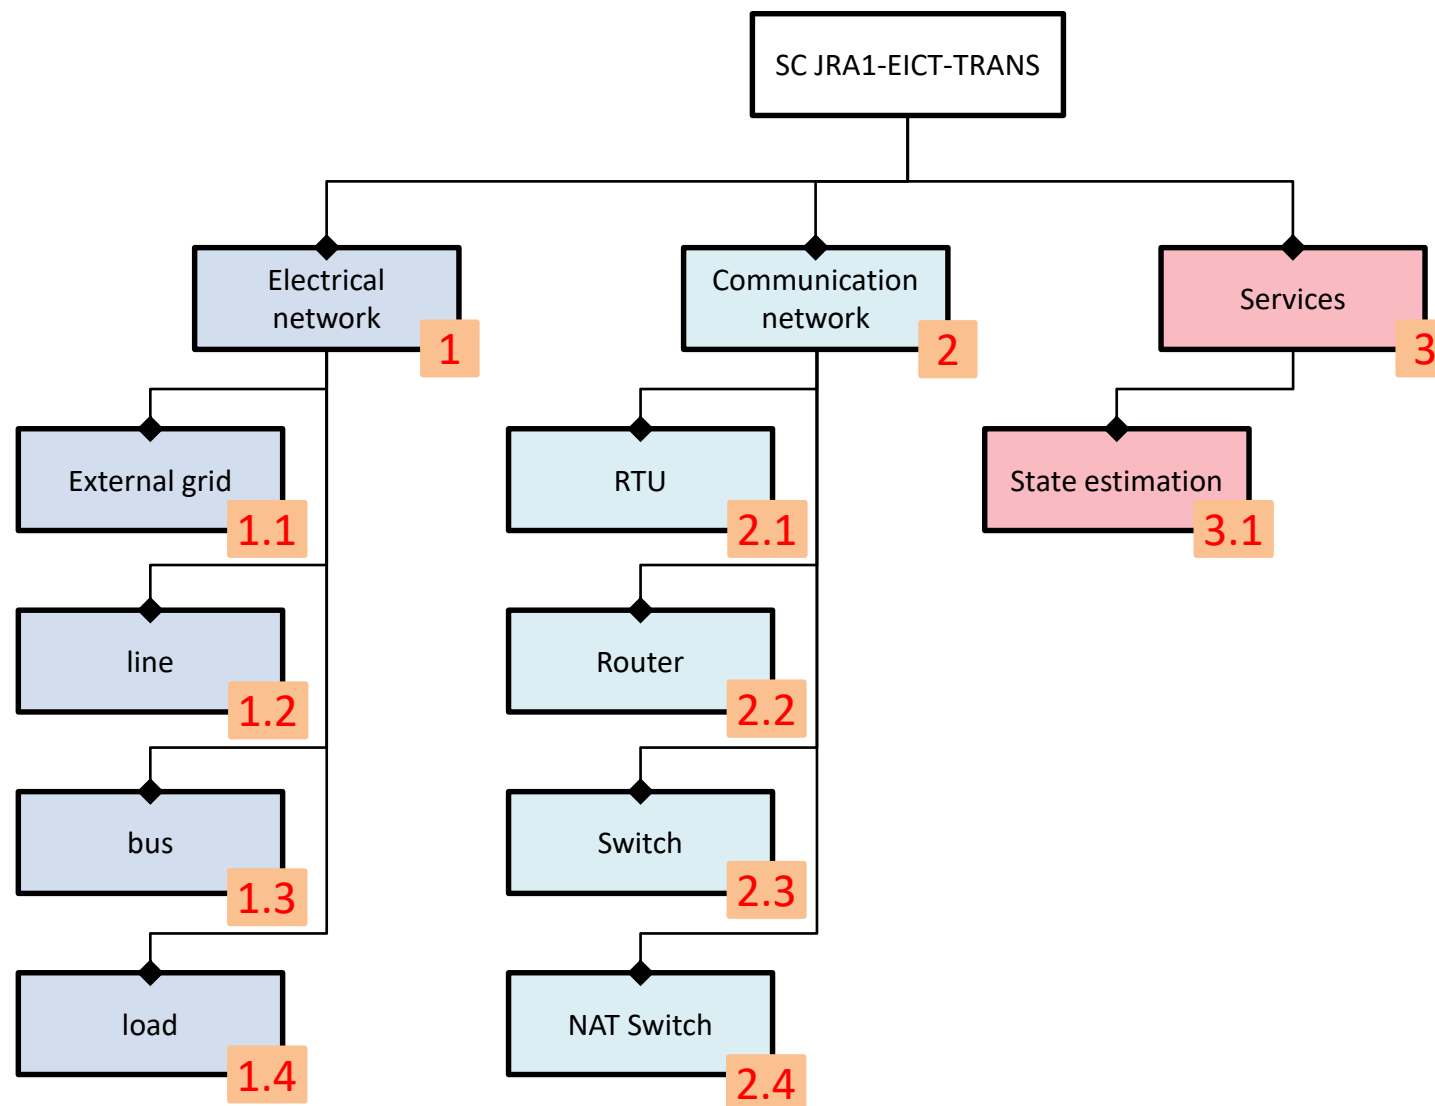 SC JRA1-EICT-TRANS
Electrical
network
1
Communication
network
2
Services
3
External grid
1.1
RTU
2.1
State estimation
3.1
line
1.2
Router
2.2
bus
1.3
Switch
2.3
load
1.4
NAT Switch
2.4